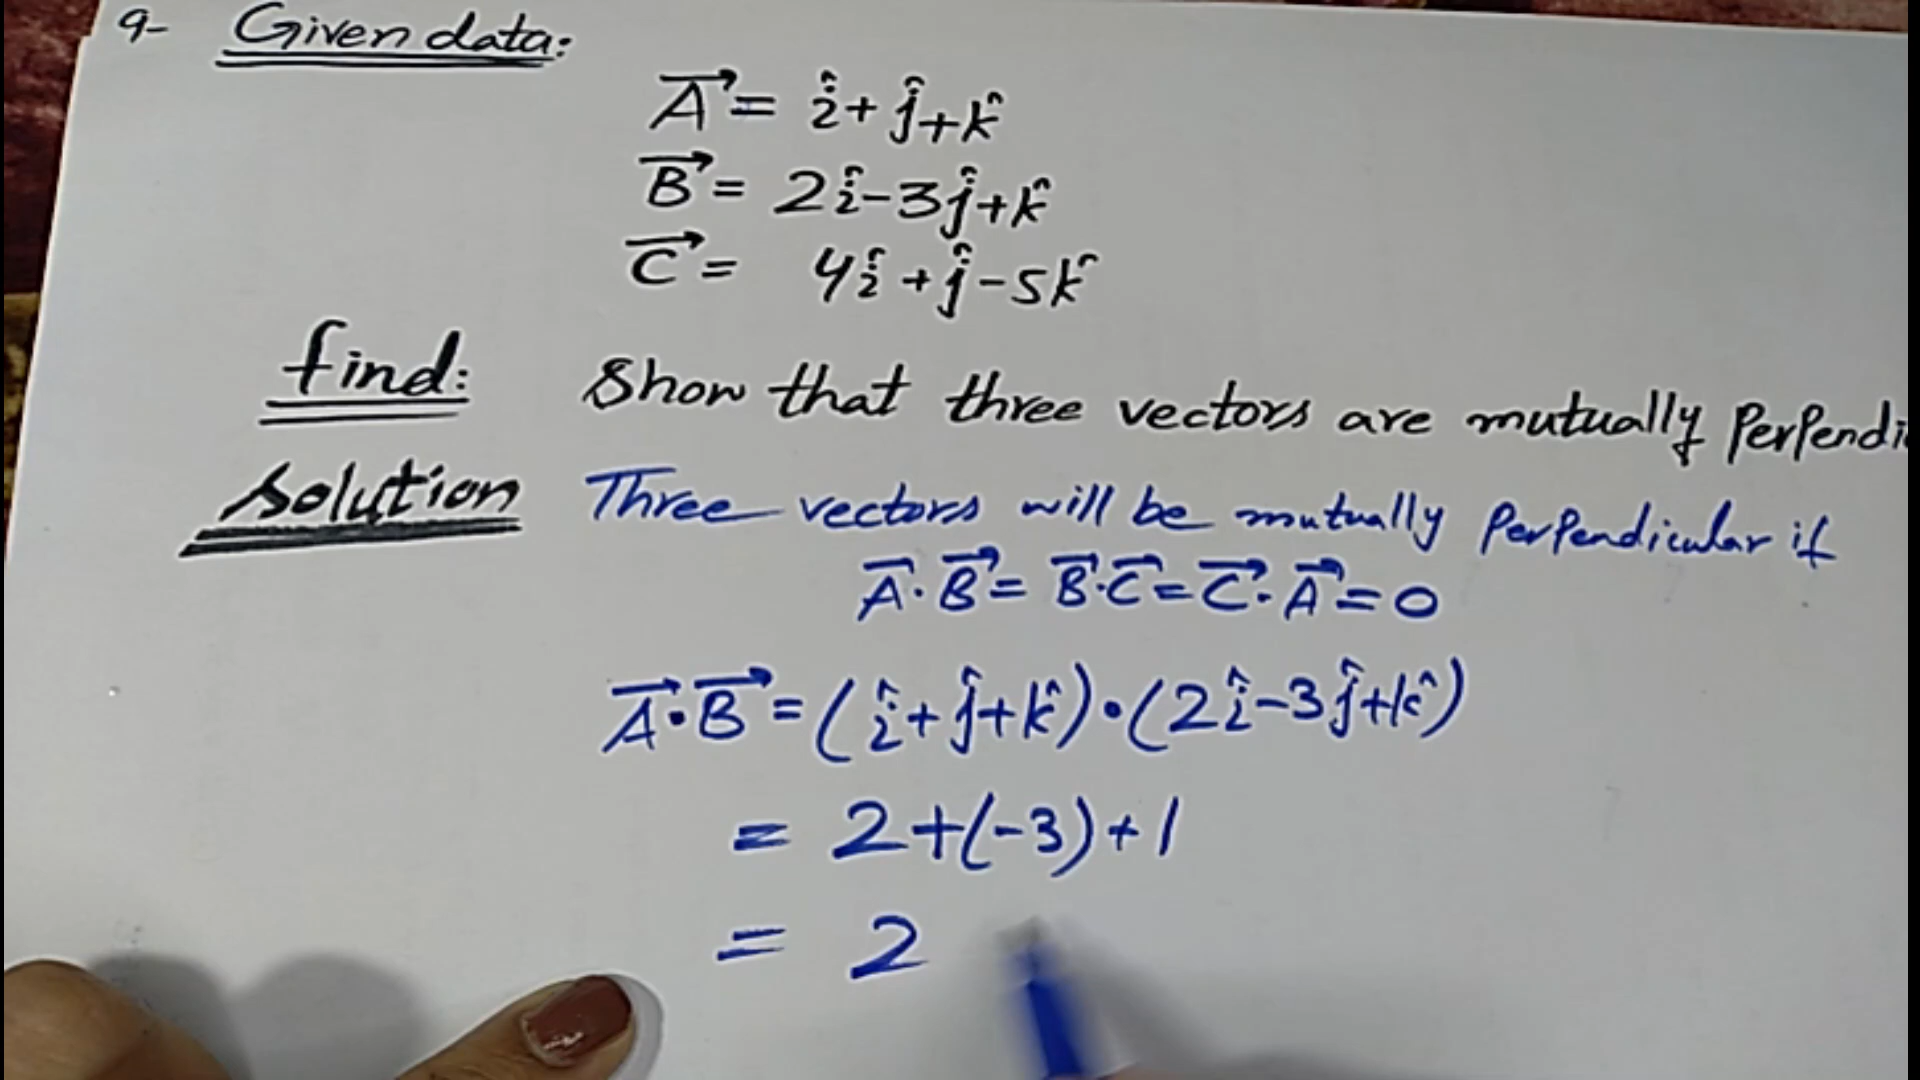 9- Given data:
A⃗ = î + ĵ + k̂
B⃗ = 2î - 3ĵ + k̂
C⃗ = 4î + ĵ - 5k̂
find: Show that three vectors are mutually Perpendi
Solution Three vectors will be mutually Perpendicular if
A⃗·B⃗ = B⃗·C⃗ = C⃗·A⃗ = 0
A⃗·B⃗ = (î + ĵ + k̂)·(2î - 3ĵ + k̂)
= 2 + (-3) + 1
= 2